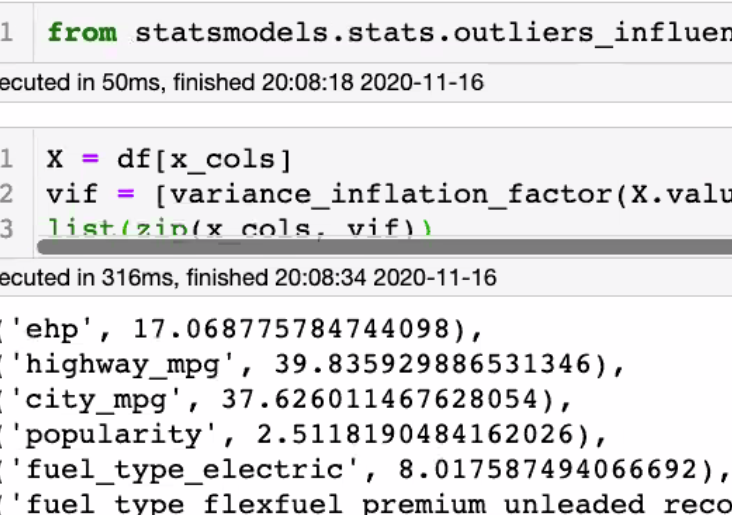 1 from statsmodels.stats.outliers_influen
ecuted in 50ms, finished 20:08:18 2020-11-16
1 X = df[x_cols]
2 vif = [variance_inflation_factor(X.valu
3 list(zip(x_cols, vif))
ecuted in 316ms, finished 20:08:34 2020-11-16
('ehp', 17.068775784744098),
('highway_mpg', 39.835929886531346),
('city_mpg', 37.626011467628054),
('popularity', 2.5118190484162026),
('fuel_type_electric', 8.017587494066692),
('fuel_type_flexfuel_premium_unleaded_reco